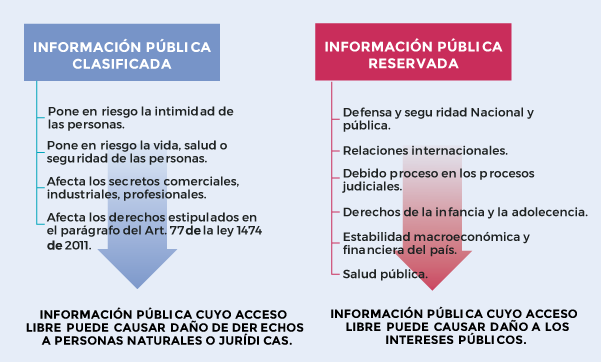 INFORMACIÓN PÚBLICA
CLASIFICADA
Pone en riesgo la intimidad de
las personas.
Pone en riesgo la vida, salud o
seguridad de las personas.
Afecta los secretos comerciales,
industriales, profesionales.
Afecta los derechos estipulados en
el parágrafo del Art. 77 de la ley 1474
de 2011.
INFORMACIÓN PÚBLICA CUYO ACCESO
LIBRE PUEDE CAUSAR DAÑO DE DERECHOS
A PERSONAS NATURALES O JURÍDICAS.
INFORMACIÓN PÚBLICA
RESERVADA
Defensa y seguridad Nacional y
pública.
Relaciones internacionales.
Debido proceso en los procesos
judiciales.
Derechos de la infancia y la adolecencia.
Estabilidad macroeconómica y
financiera del país.
Salud pública.
INFORMACIÓN PÚBLICA CUYO ACCESO
LIBRE PUEDE CAUSAR DAÑO A LOS
INTERESES PÚBLICOS.